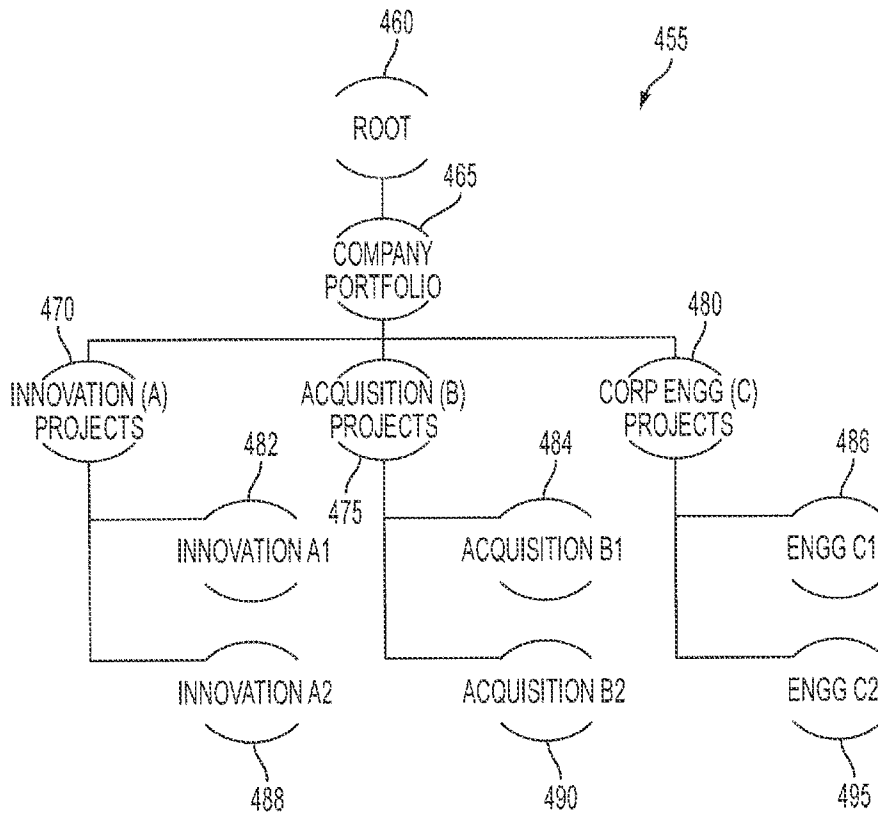 460
455
ROOT
465
COMPANY
PORTFOLIO
470
480
INNOVATION (A)
PROJECTS
ACQUISITION (B)
PROJECTS
CORP ENGG (C)
PROJECTS
482
475
484
486
INNOVATION A1
ACQUISITION B1
ENGG C1
INNOVATION A2
ACQUISITION B2
ENGG C2
488
490
495